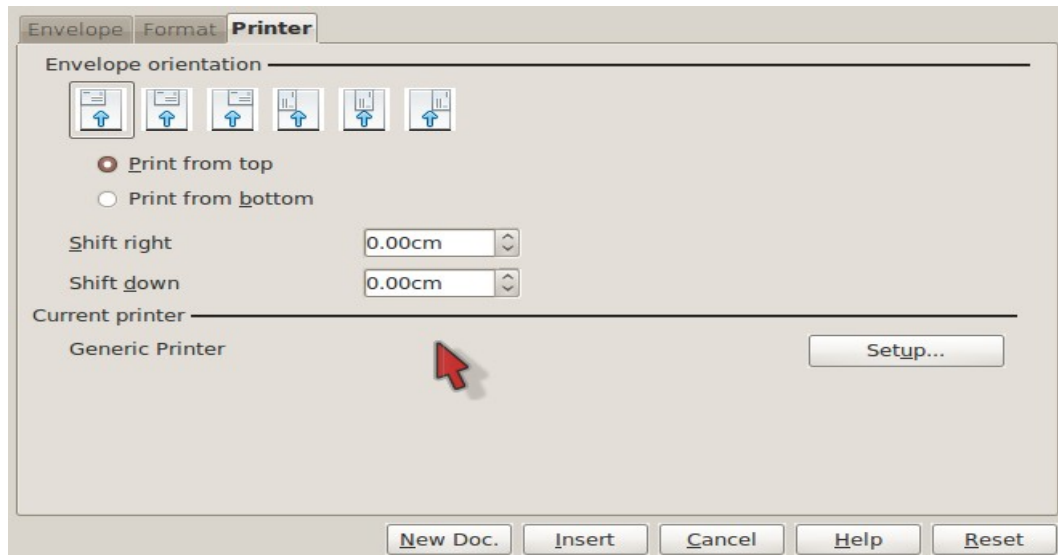 Envelope Format Printer
Envelope orientation
Print from top
Print from bottom
Shift right 0.00cm
Shift down 0.00cm
Current printer
Generic Printer Setup...
New Doc. Insert Cancel Help Reset